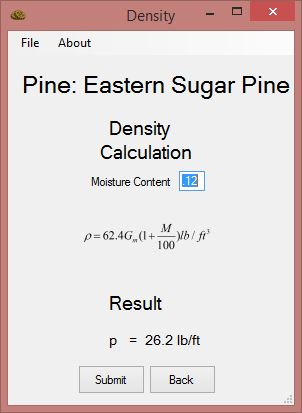 Density
File About
Pine: Eastern Sugar Pine
Density
Calculation
Moisture Content .12
ρ = 62.4G_m(1+M/100)lb / ft³
Result
p = 26.2 lb/ft
Submit Back